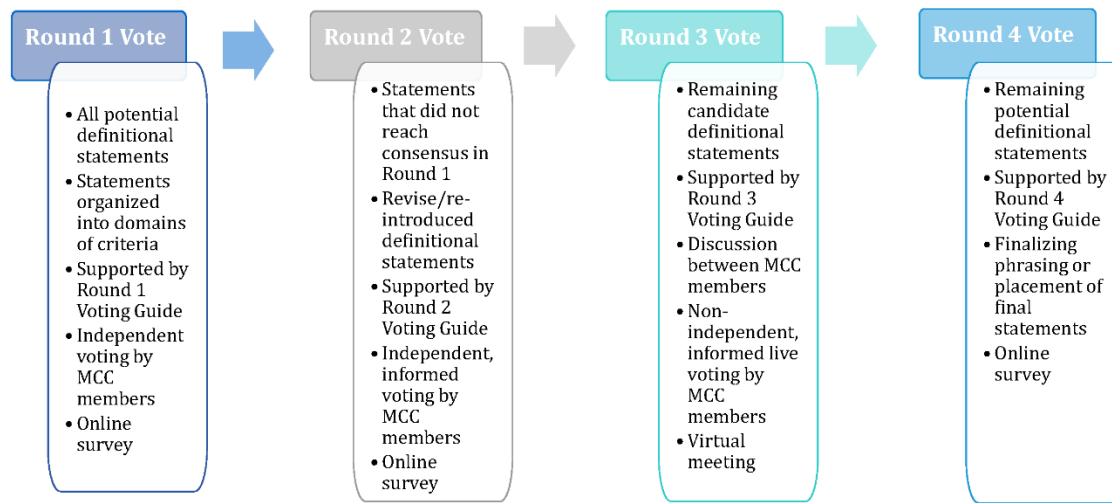 Round 1 Vote
• All potential
definitional
statements
• Statements
organized
into domains
of criteria
• Supported by
Round 1
Voting Guide
• Independent
voting by
MCC
members
• Online
survey
Round 2 Vote
• Statements
that did not
reach
consensus in
Round 1
• Revise/re-
introduced
definitional
statements
• Supported by
Round 2
Voting Guide
• Independent,
informed
voting by
MCC
members
• Online
survey
Round 3 Vote
• Remaining
candidate
definitional
statements
• Supported by
Round 3
Voting Guide
• Discussion
between MCC
members
• Non-
independent,
informed live
voting by
MCC
members
• Virtual
meeting
Round 4 Vote
• Remaining
potential
definitional
statements
• Supported by
Round 4
Voting Guide
• Finalizing
phrasing or
placement of
final
statements
• Online
survey